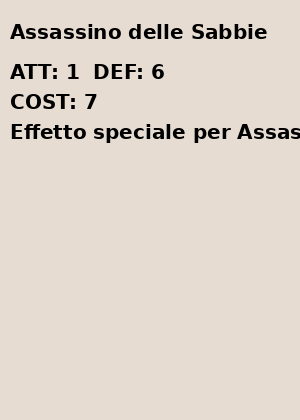 Assassino delle Sabbie
ATT: 1  DEF: 6
COST: 7
Effetto speciale per Assas